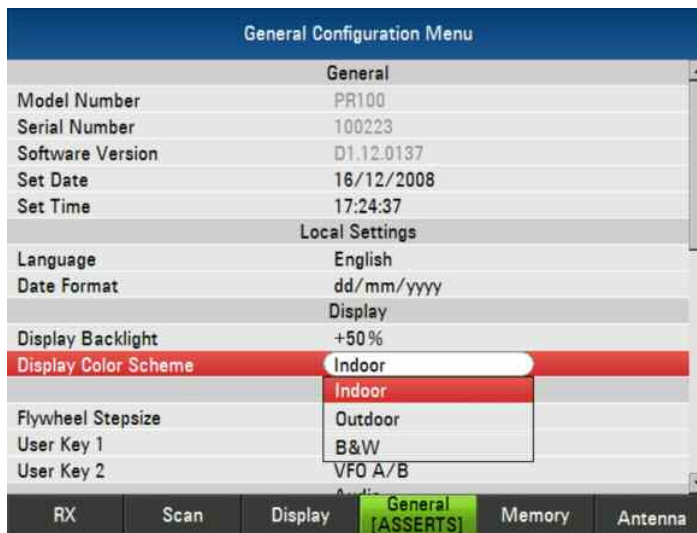 General Configuration Menu
General
Model Number PR100
Serial Number 100223
Software Version D1.12.0137
Set Date 16/12/2008
Set Time 17:24:37
Local Settings
Language English
Date Format dd/mm/yyyy
Display
Display Backlight +50%
Display Color Scheme Indoor
Indoor
Flywheel Stepsize Outdoor
User Key 1 B&W
User Key 2 VFO A/B
RX Scan Display General [ASSERTS] Memory Antenna